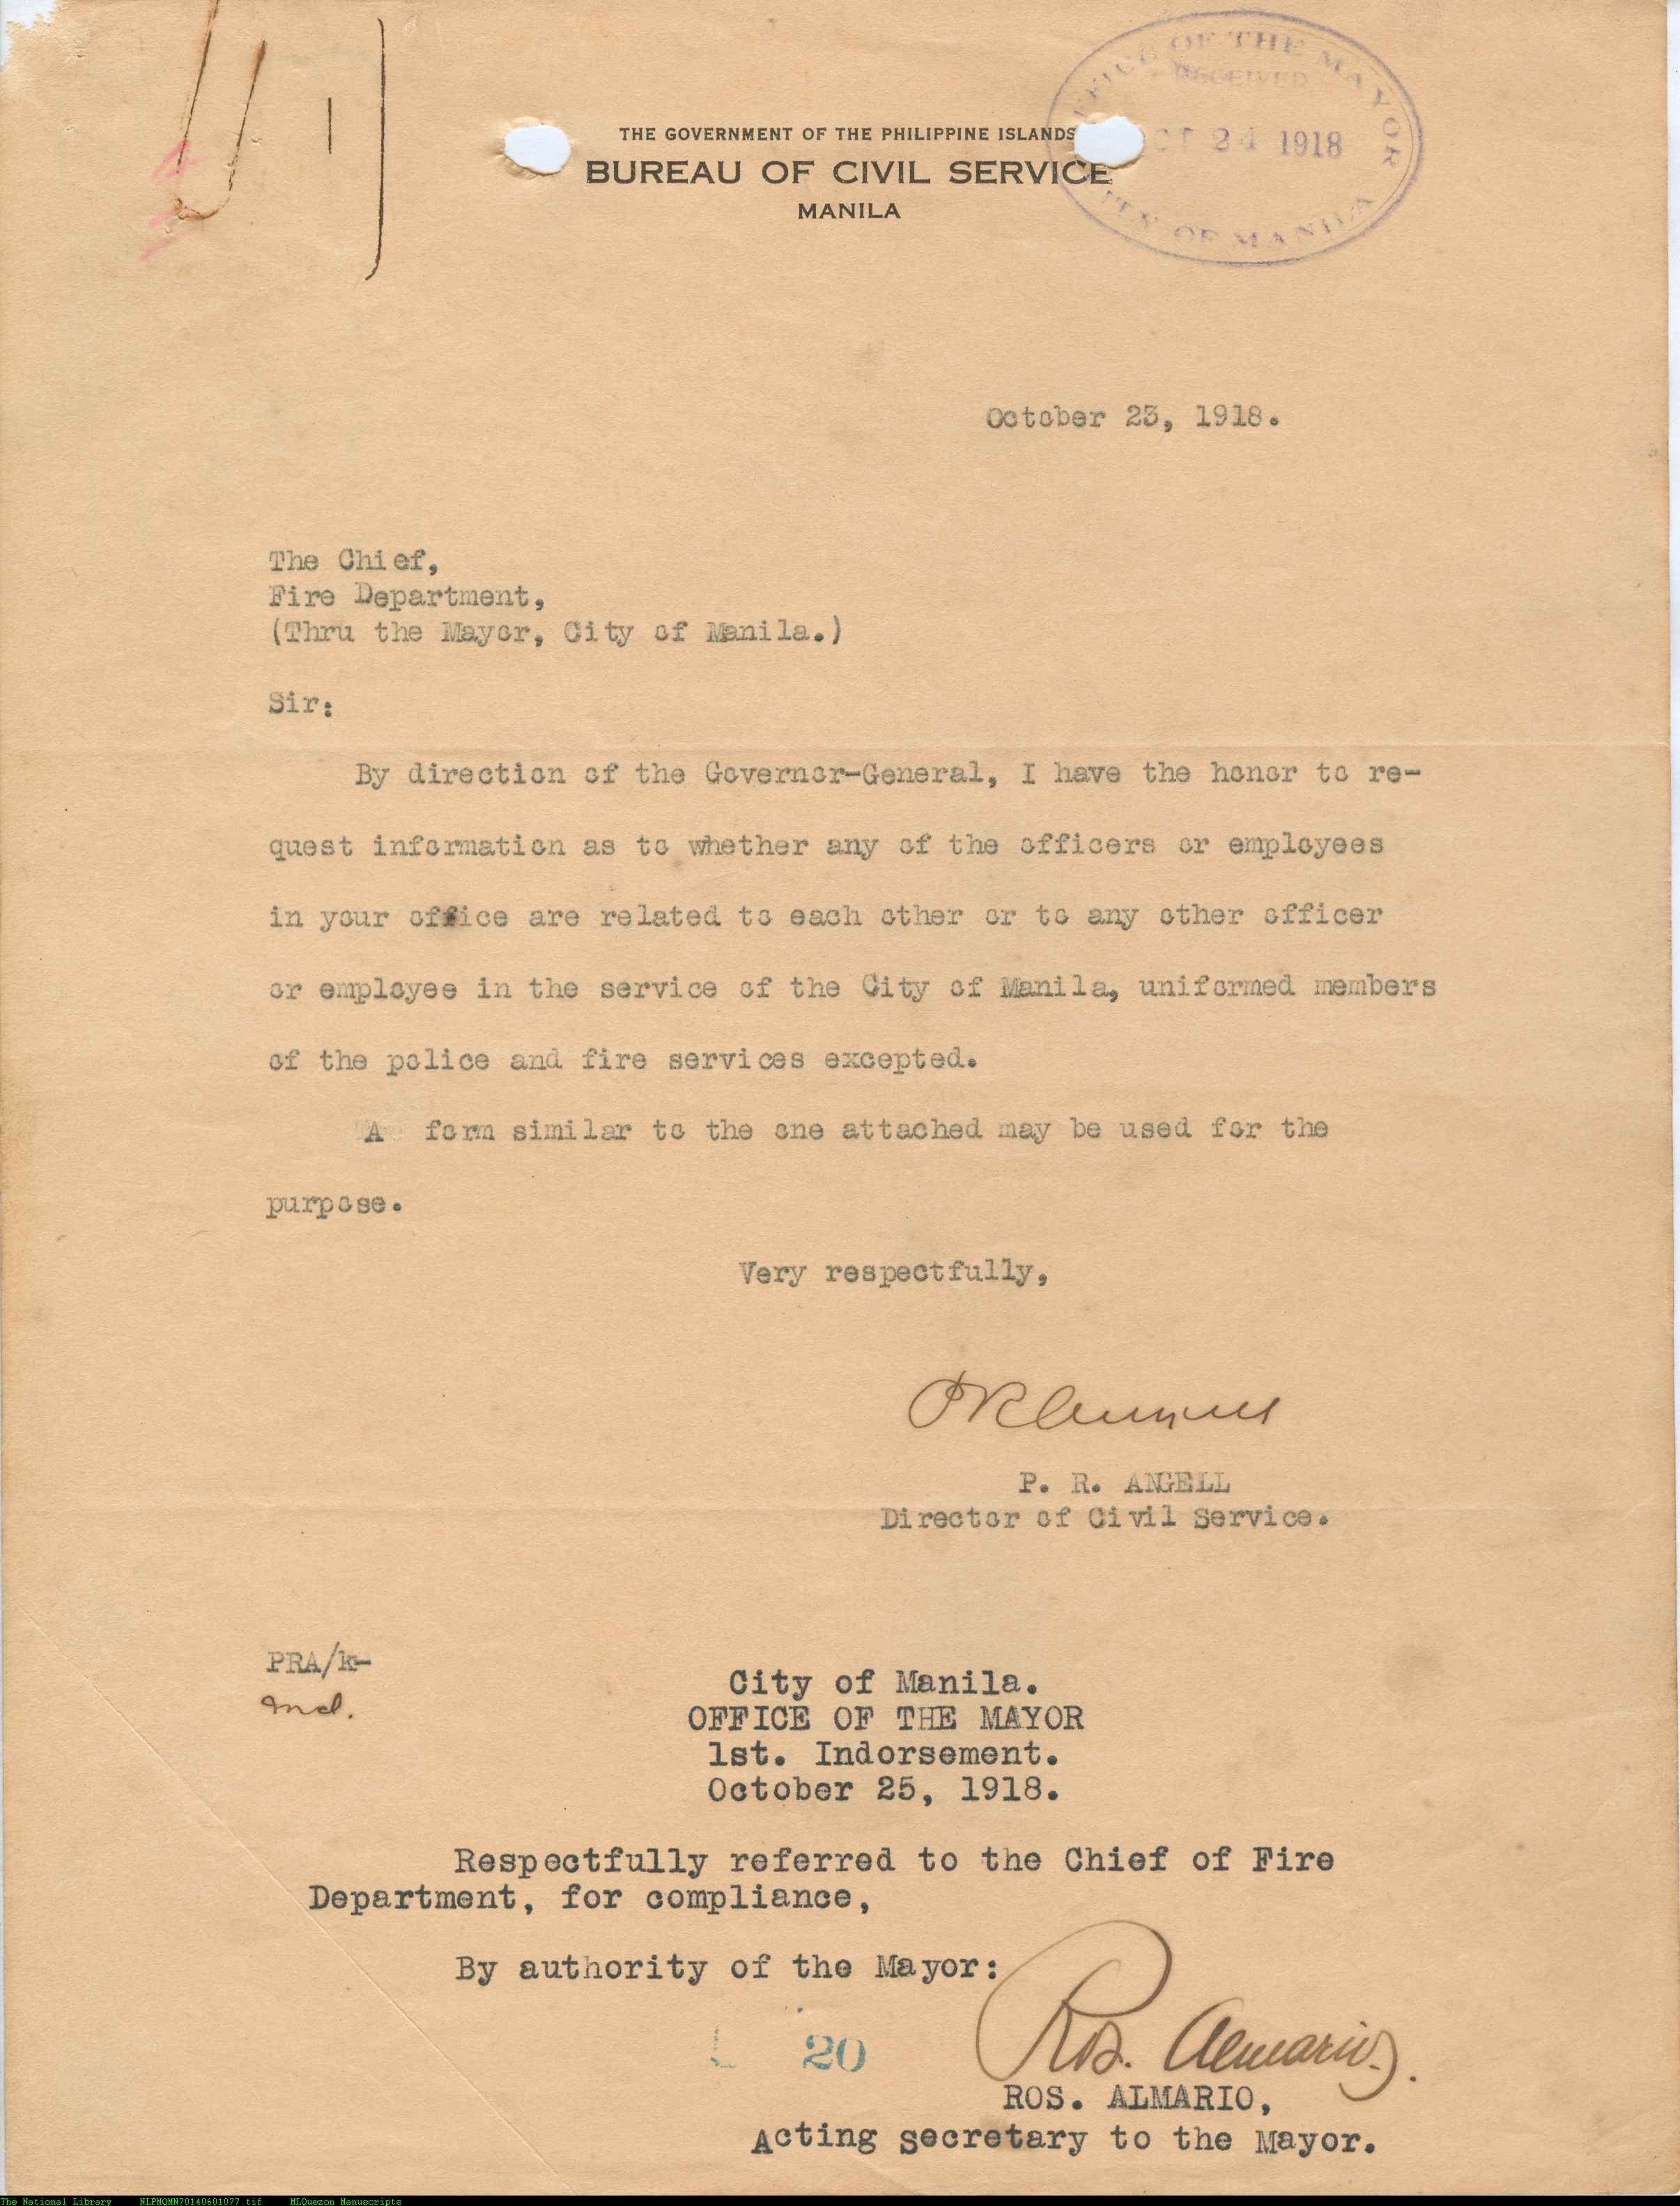 THE GOVERNMENT OF THE PHILIPPINE ISLANDS
BUREAU OF CIVIL SERVICE
MANILA
OF THE MAYOR
RECEIVED
24 1918
OF MANILA
October 23, 1918.
The Chief,
Fire Department,
(Thru the Mayor, City of Manila.)
Sir:
By direction of the Governor-General, I have the honor to re-
quest information as to whether any of the officers or employees
in your office are related to each other or to any other officer
or employee in the service of the City of Manila, uniformed members
of the police and fire services excepted.
A form similar to the one attached may be used for the
purpose.
Very respectfully,
P. R. ANGELL
Director of Civil Service.
PRA/k-
Incl.
City of Manila.
OFFICE OF THE MAYOR
1st. Indorsement.
October 25, 1918.
Respectfully referred to the Chief of Fire
Department, for compliance,
By authority of the Mayor:
20
Ros. Almario.
ROS. ALMARIO,
Acting secretary to the Mayor.
The National Library NLPMQMN70140601077.tif MLQuezon Manuscripts